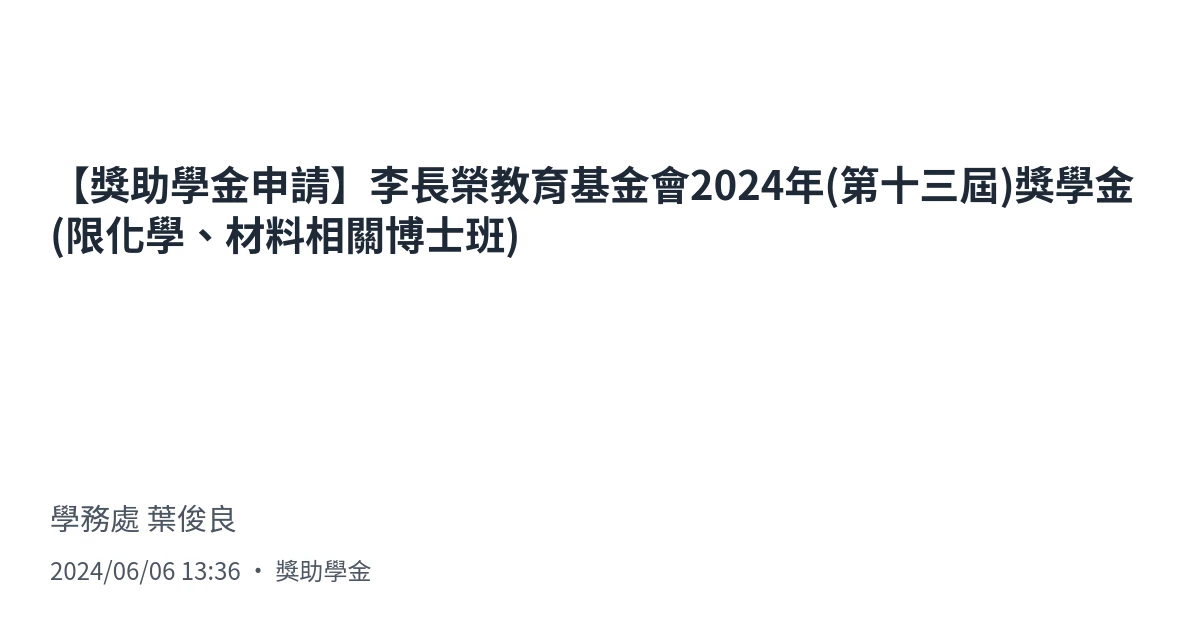 【獎助學金申請】李長榮教育基金會2024年(第十三屆)獎學金
(限化學、材料相關博士班)
學務處 葉俊良
2024/06/06 13:36 • 獎助學金